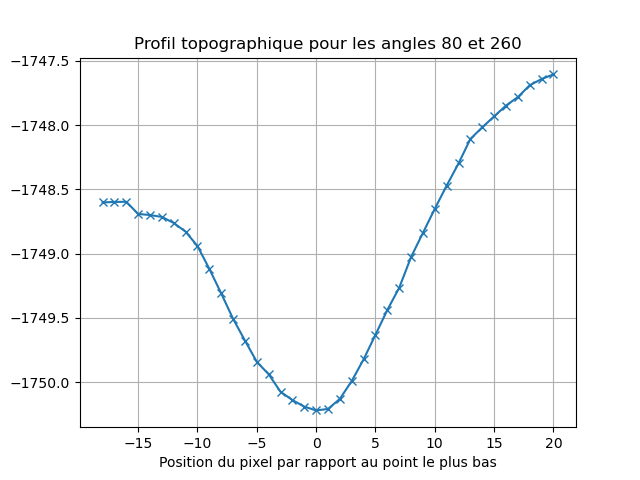 Profil topographique pour les angles 80 et 260
−1747.5
−1748.0
−1748.5
−1749.0
−1749.5
−1750.0
−15 −10 −5 0 5 10 15 20
Position du pixel par rapport au point le plus bas